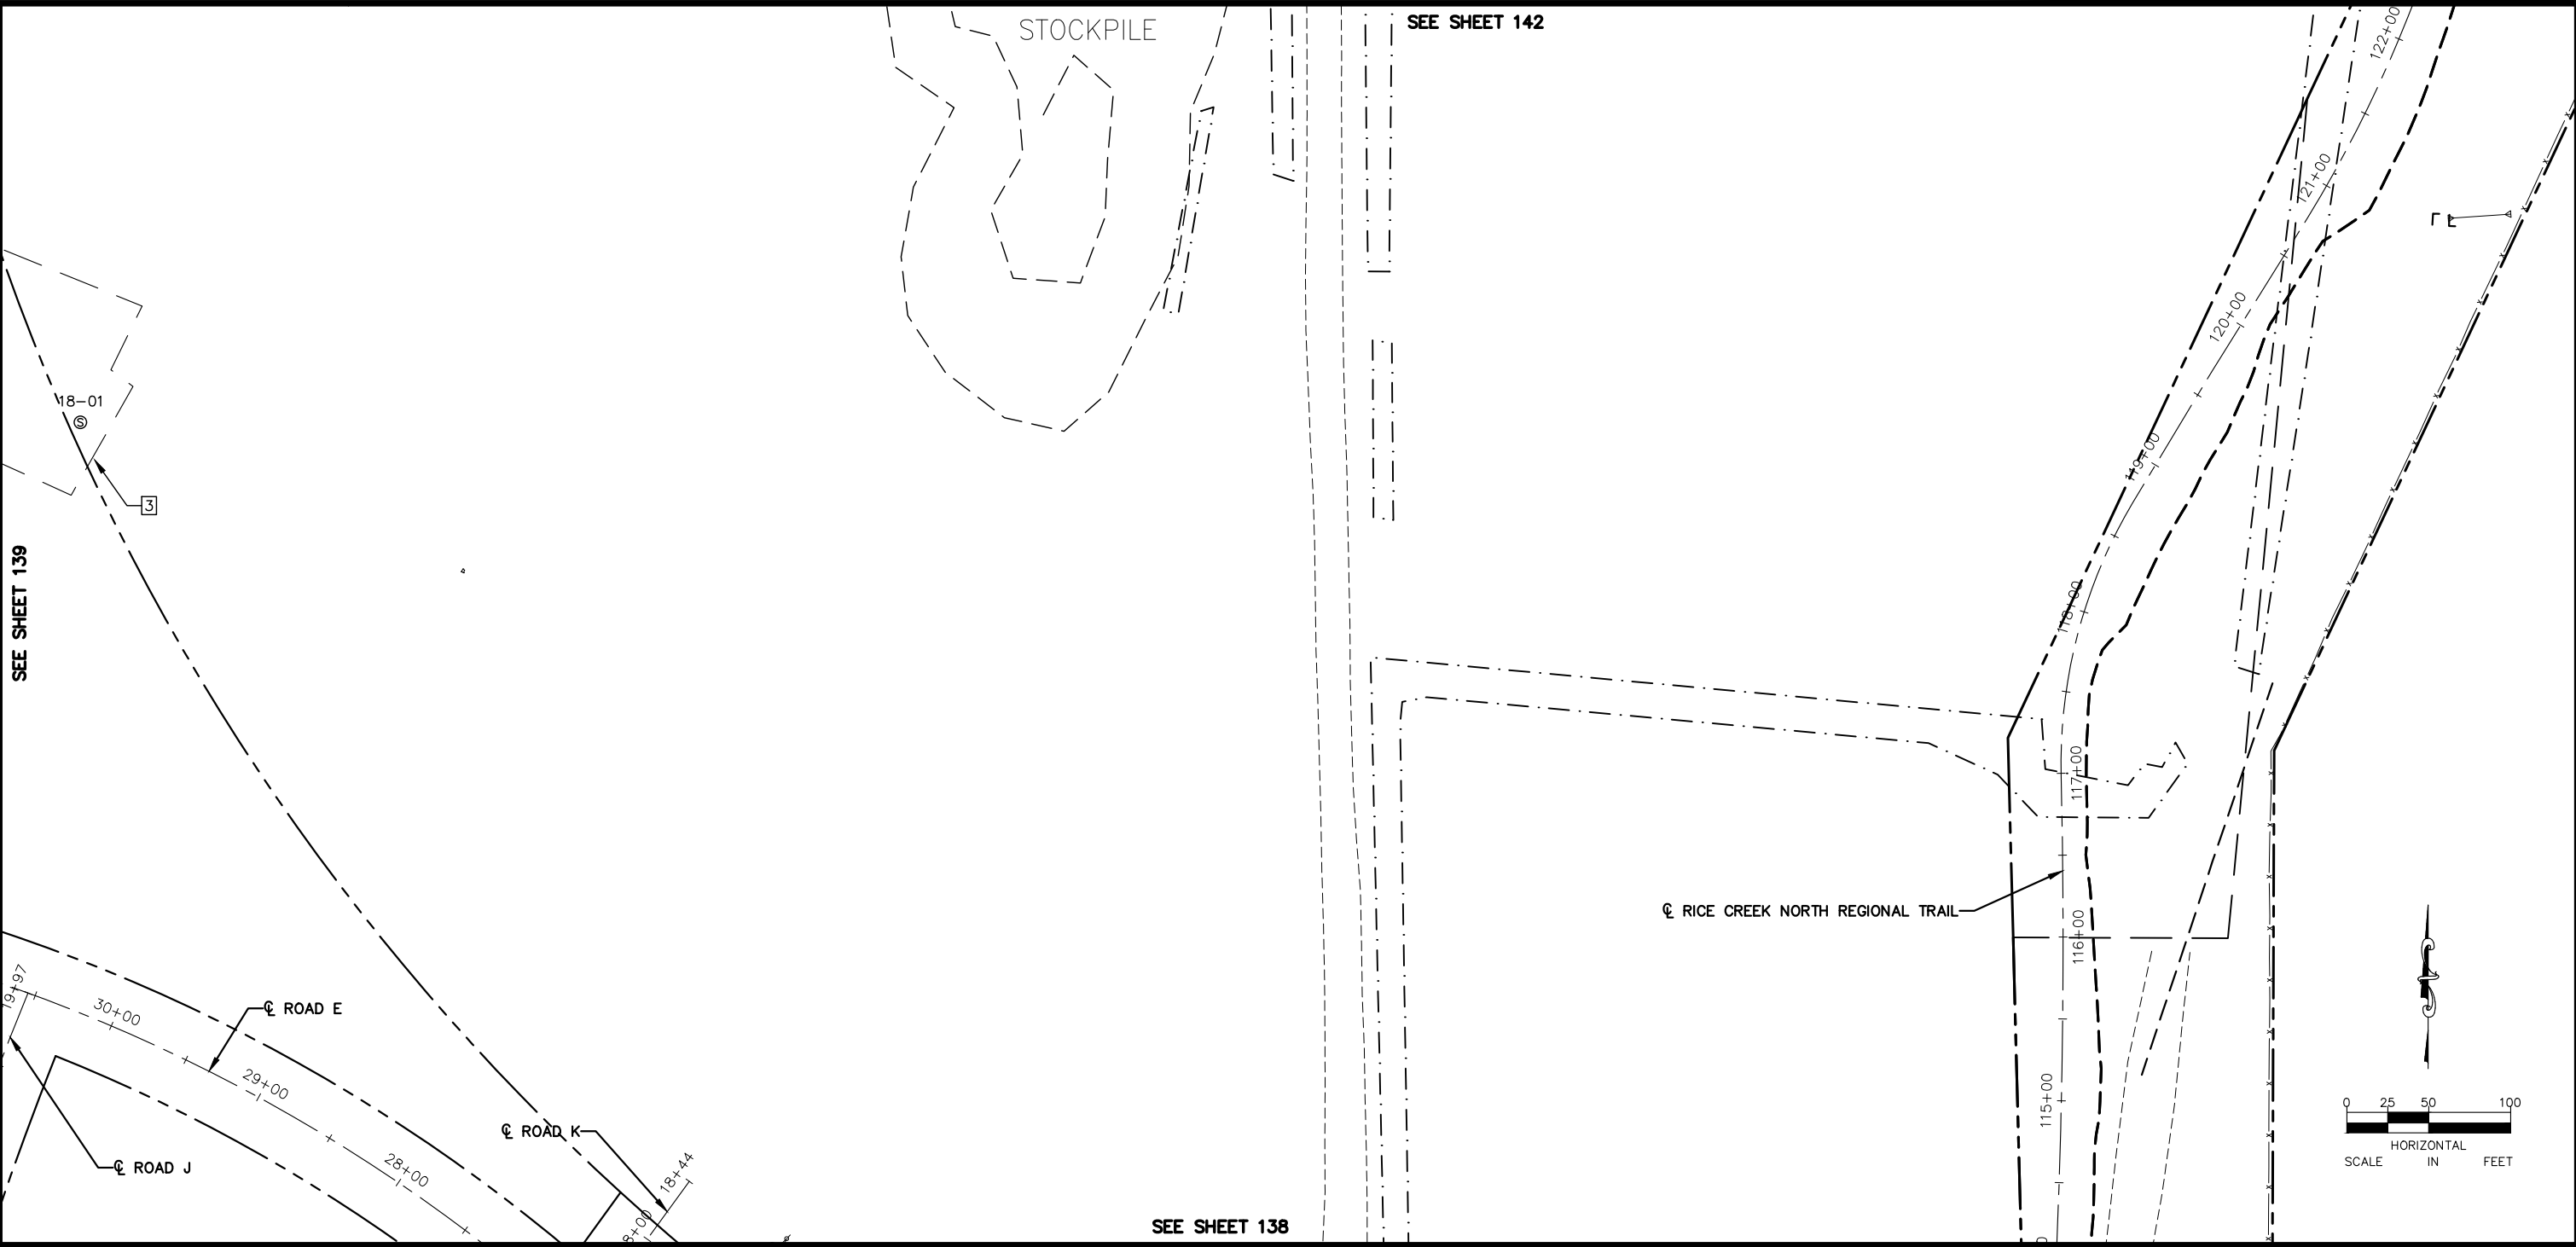 STOCKPILE
SEE SHEET 142
122+00
121+00
120+00
119+00
118+00
117+00
116+00
115+00
18-01
S
3
SEE SHEET 139
℄ RICE CREEK NORTH REGIONAL TRAIL
19+97
30+00
℄ ROAD E
29+00
28+00
℄ ROAD J
℄ ROAD K
18+44
8+00
SEE SHEET 138
0 25 50 100
HORIZONTAL
SCALE IN FEET